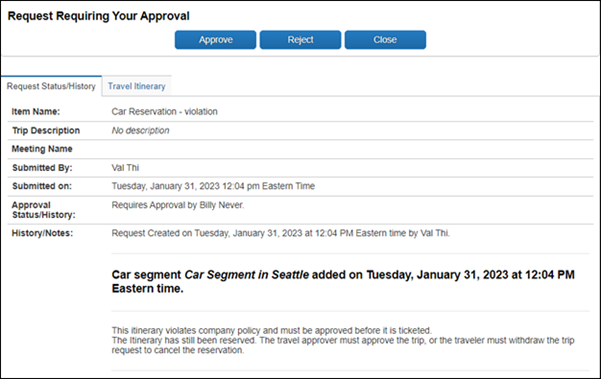 Request Requiring Your Approval
Approve Reject Close
Request Status/History Travel Itinerary
Item Name: Car Reservation - violation
Trip Description No description
Meeting Name
Submitted By: Val Thi
Submitted on: Tuesday, January 31, 2023 12:04 pm Eastern Time
Approval Requires Approval by Billy Never.
Status/History:
History/Notes: Request Created on Tuesday, January 31, 2023 at 12:04 PM Eastern time by Val Thi.
Car segment Car Segment in Seattle added on Tuesday, January 31, 2023 at 12:04 PM
Eastern time.
This itinerary violates company policy and must be approved before it is ticketed.
The Itinerary has still been reserved. The travel approver must approve the trip, or the traveler must withdraw the trip
request to cancel the reservation.